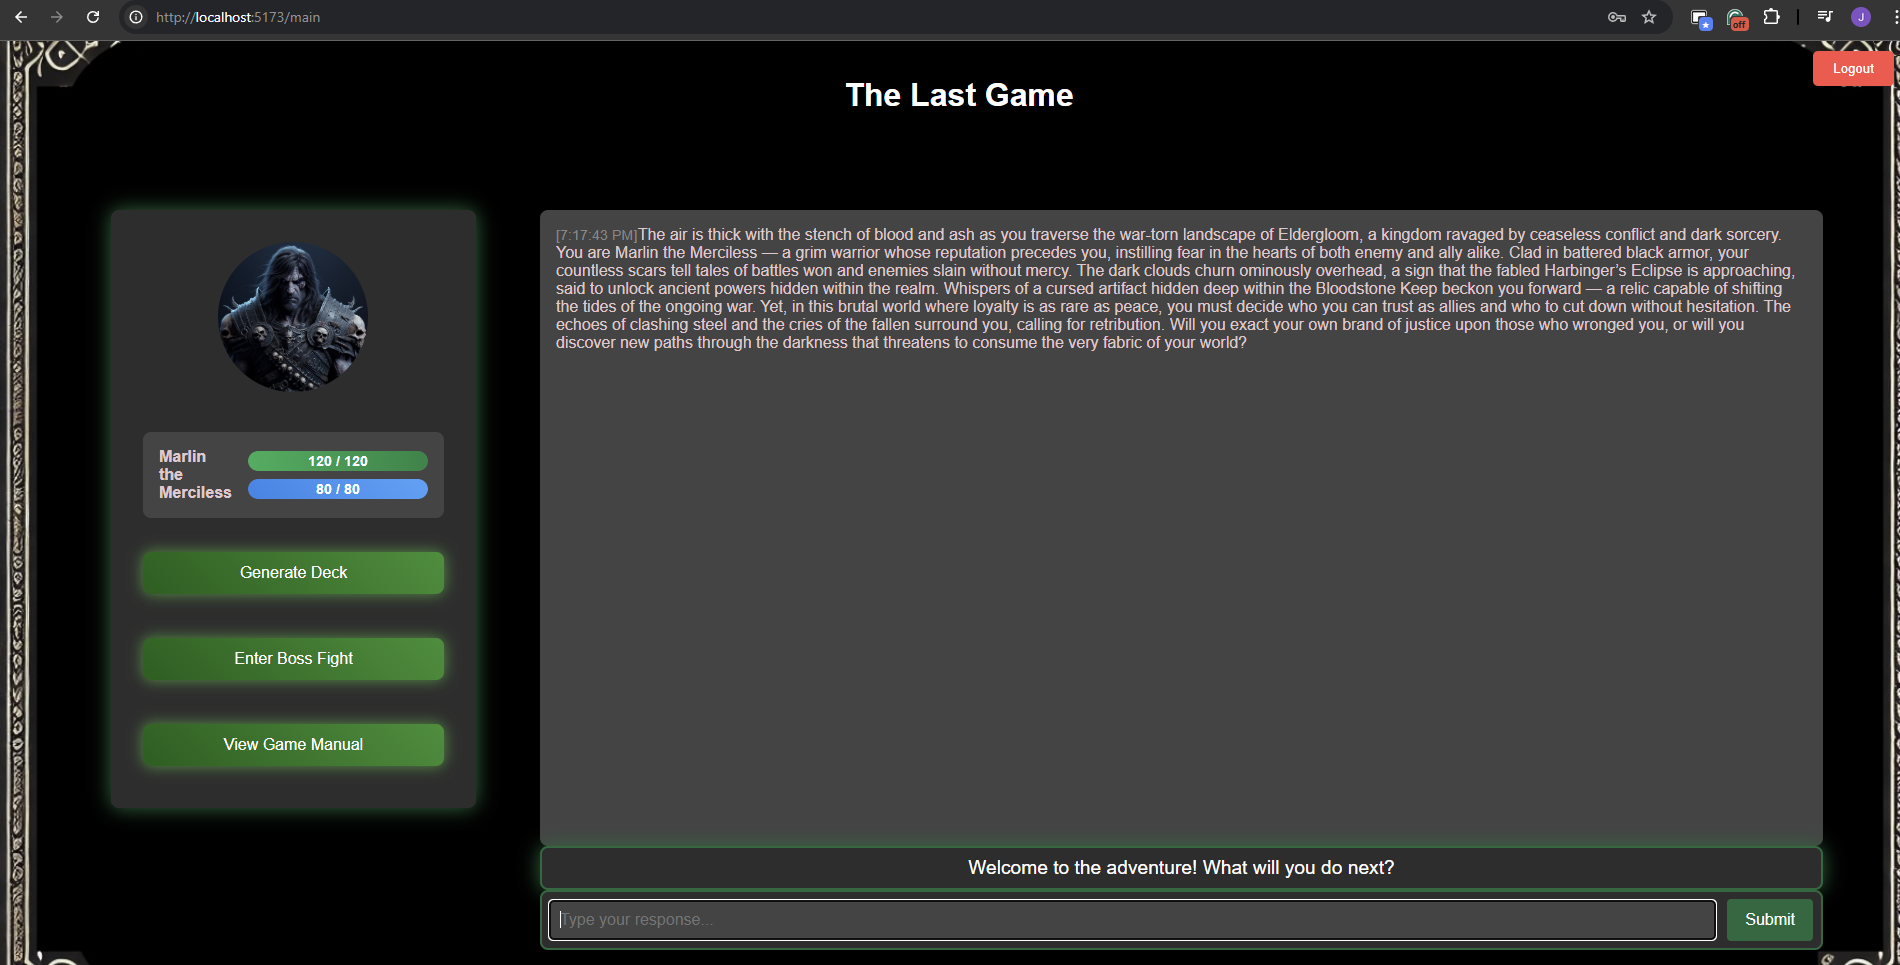 http://localhost:5173/main
off
J
Logout
The Last Game
[7:17:43 PM]The air is thick with the stench of blood and ash as you traverse the war-torn landscape of Eldergloom, a kingdom ravaged by ceaseless conflict and dark sorcery.
You are Marlin the Merciless — a grim warrior whose reputation precedes you, instilling fear in the hearts of both enemy and ally alike. Clad in battered black armor, your
countless scars tell tales of battles won and enemies slain without mercy. The dark clouds churn ominously overhead, a sign that the fabled Harbinger’s Eclipse is approaching,
said to unlock ancient powers hidden within the realm. Whispers of a cursed artifact hidden deep within the Bloodstone Keep beckon you forward — a relic capable of shifting
the tides of the ongoing war. Yet, in this brutal world where loyalty is as rare as peace, you must decide who you can trust as allies and who to cut down without hesitation. The
echoes of clashing steel and the cries of the fallen surround you, calling for retribution. Will you exact your own brand of justice upon those who wronged you, or will you
discover new paths through the darkness that threatens to consume the very fabric of your world?
Marlin
the
Merciless
120 / 120
80 / 80
Generate Deck
Enter Boss Fight
View Game Manual
Welcome to the adventure! What will you do next?
Type your response...
Submit